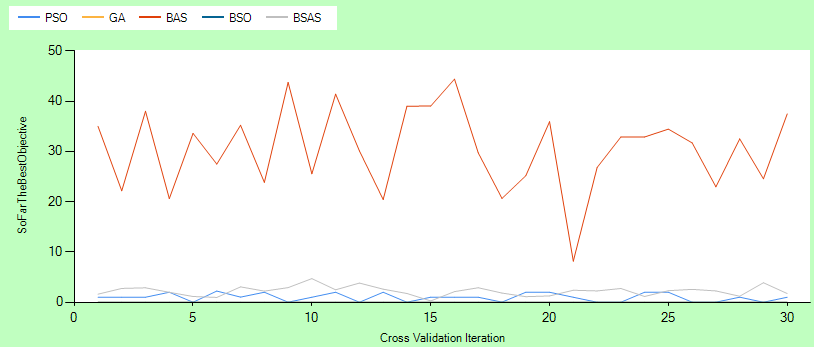 PSO GA BAS BSO BSAS
50
40
30
20
10
0
SoFarTheBestObjective
0 5 10 15 20 25 30
Cross Validation Iteration